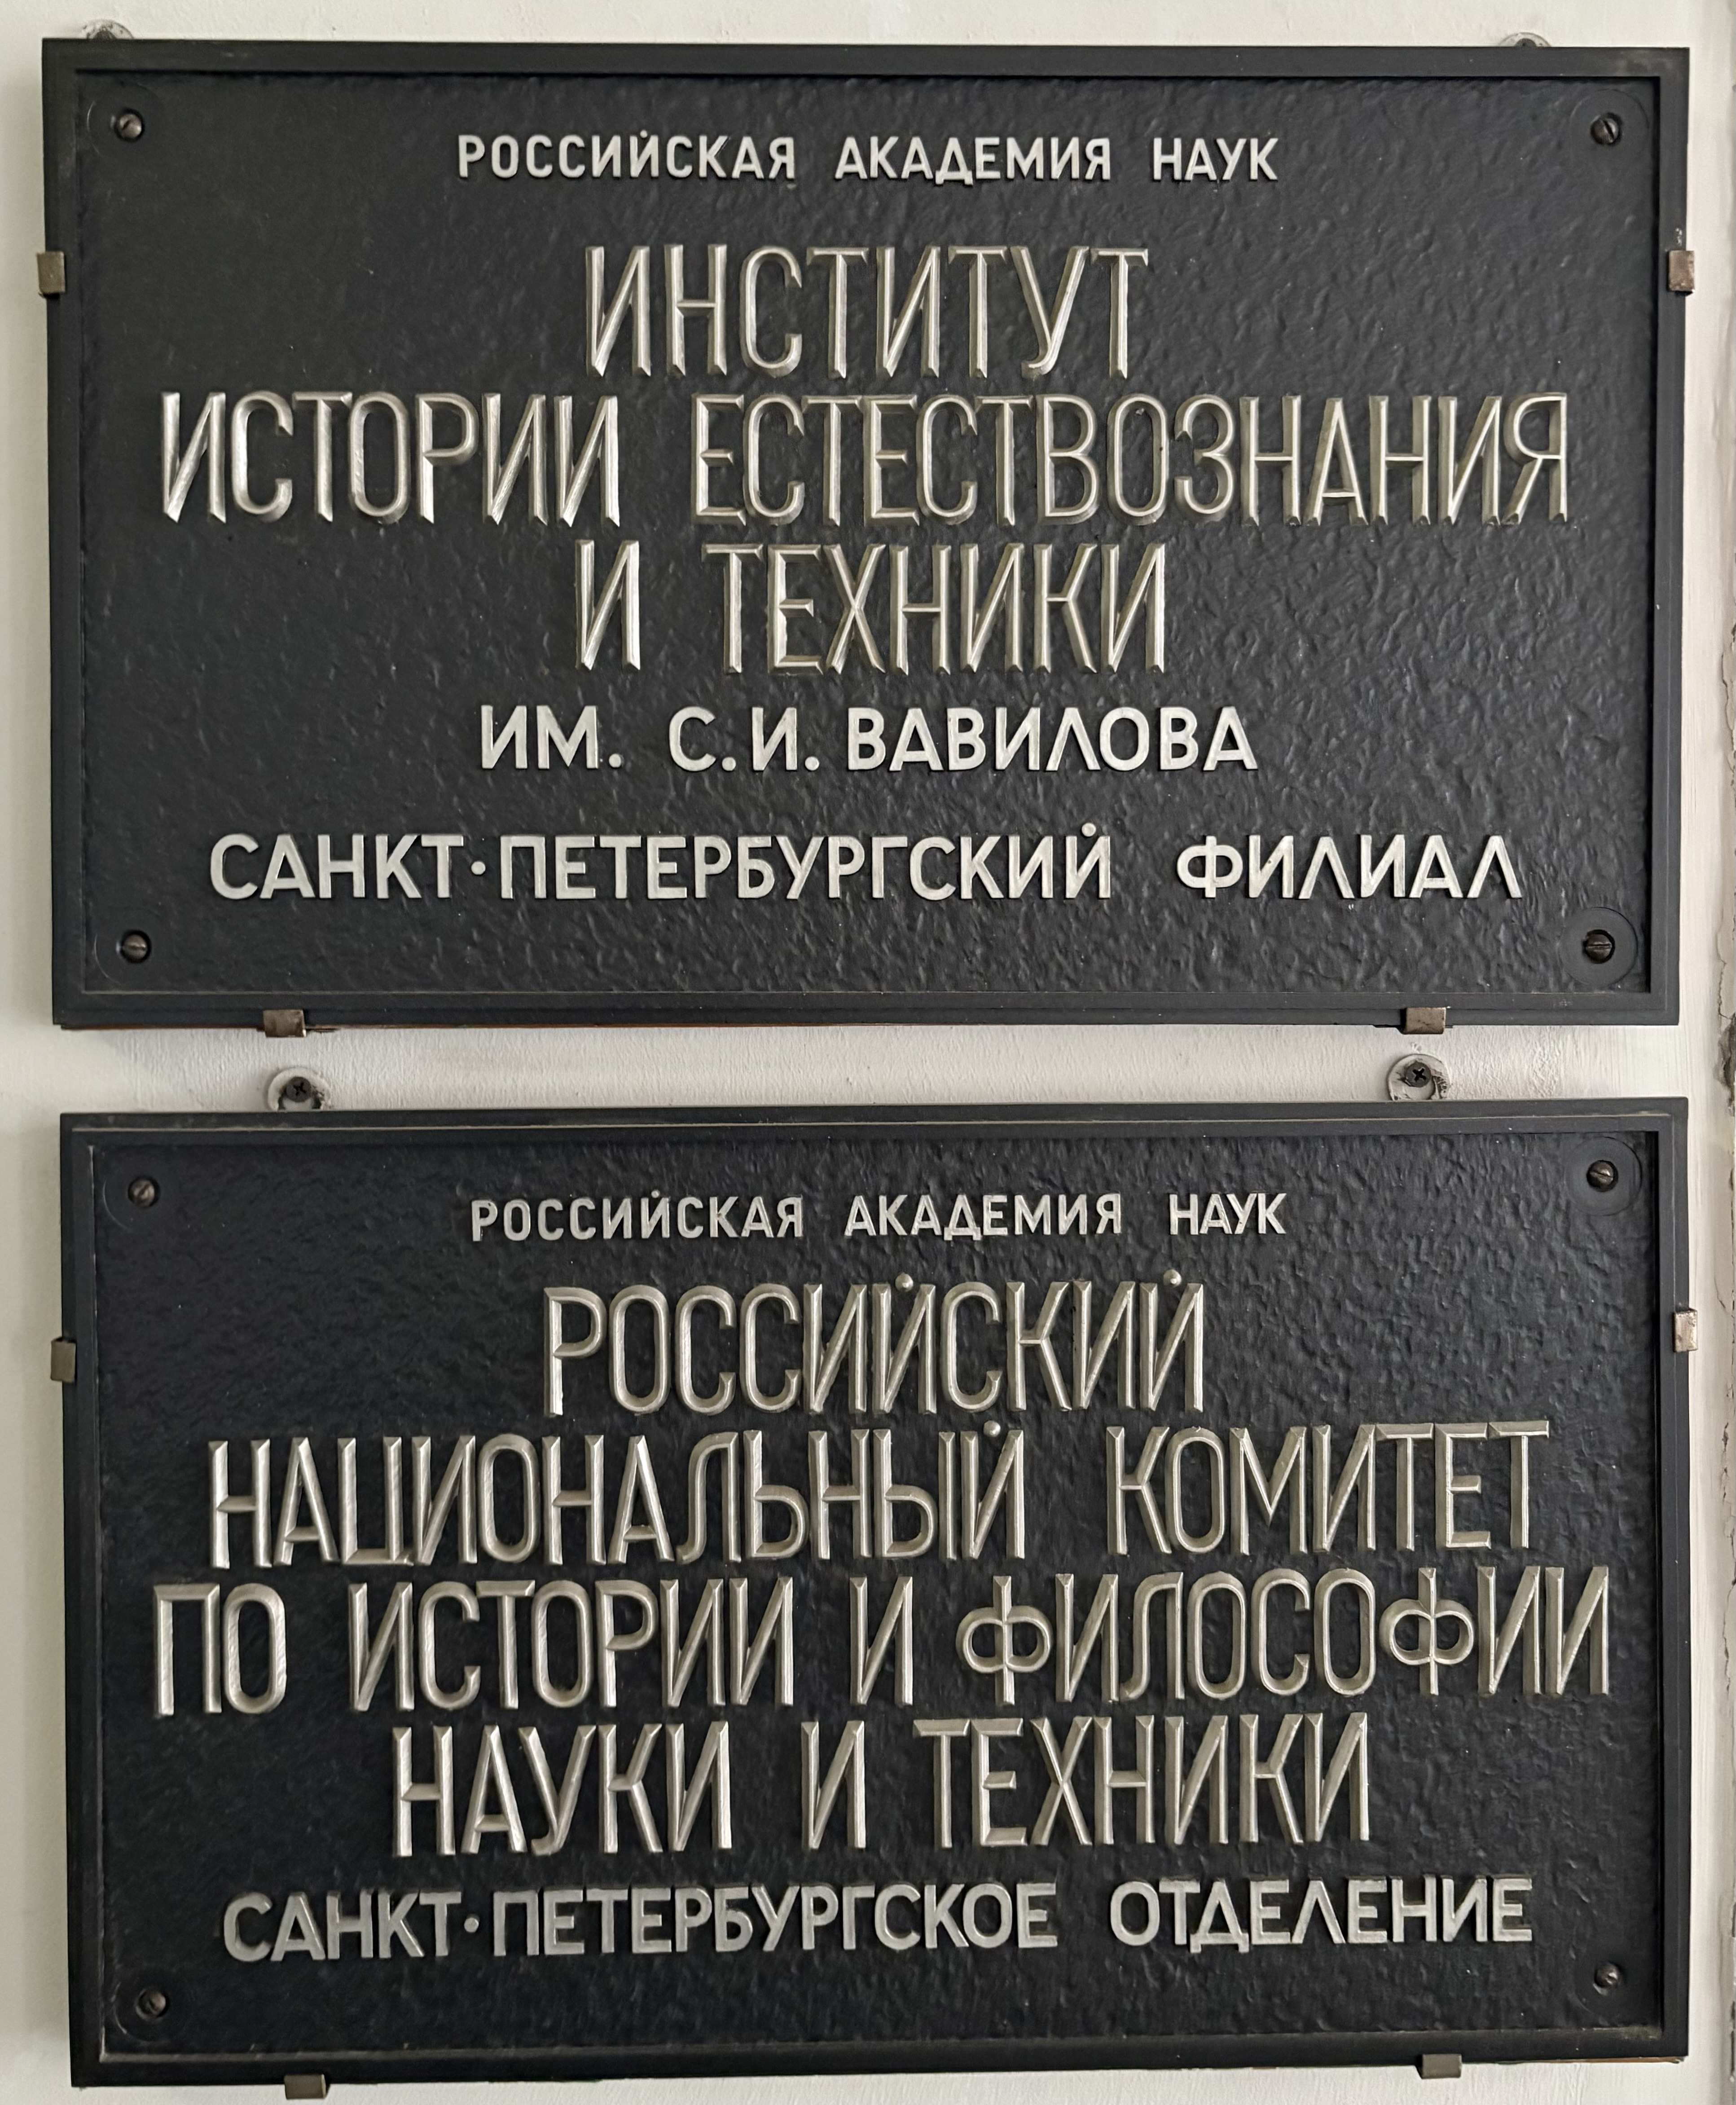 РОССИЙСКАЯ АКАДЕМИЯ НАУК
ИНСТИТУТ
ИСТОРИИ ЕСТЕСТВОЗНАНИЯ
И ТЕХНИКИ
ИМ. С.И. ВАВИЛОВА
САНКТ-ПЕТЕРБУРГСКИЙ ФИЛИАЛ
РОССИЙСКАЯ АКАДЕМИЯ НАУК
РОССИЙСКИЙ
НАЦИОНАЛЬНЫЙ КОМИТЕТ
ПО ИСТОРИИ И ФИЛОСОФИИ
НАУКИ И ТЕХНИКИ
САНКТ-ПЕТЕРБУРГСКОЕ ОТДЕЛЕНИЕ